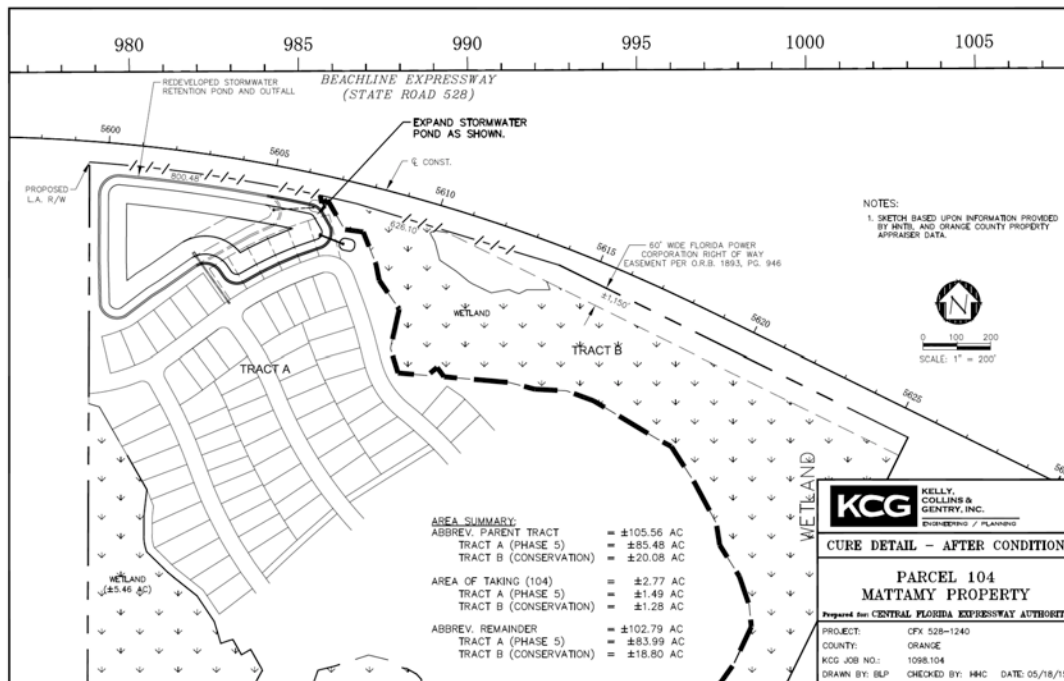 980 985 990 995 1000 1005
REDEVELOPED STORMWATER
RETENTION POND AND OUTFALL
BEACHLINE EXPRESSWAY
(STATE ROAD 528)
EXPAND STORMWATER
POND AS SHOWN.
5600
5605
℄ CONST.
5610
PROPOSED
L.A. R/W
800.48'
626.10'
NOTES:
1. SKETCH BASED UPON INFORMATION PROVIDED
BY HNTB, AND ORANGE COUNTY PROPERTY
APPRAISER DATA.
5615
60' WIDE FLORIDA POWER
CORPORATION RIGHT OF WAY
EASEMENT PER O.R.B. 1893, PG. 946
±1,150'
N
WETLAND
5620
0 100 200
SCALE: 1" = 200'
TRACT B
TRACT A
5625
WETLAND
WETLAND
(±5.46 AC)
AREA SUMMARY:
ABBREV. PARENT TRACT = ±105.56 AC
TRACT A (PHASE 5) = ±85.48 AC
TRACT B (CONSERVATION) = ±20.08 AC
AREA OF TAKING (104) = ±2.77 AC
TRACT A (PHASE 5) = ±1.49 AC
TRACT B (CONSERVATION) = ±1.28 AC
ABBREV. REMAINDER = ±102.79 AC
TRACT A (PHASE 5) = ±83.99 AC
TRACT B (CONSERVATION) = ±18.80 AC
KCG
KELLY,
COLLINS &
GENTRY, INC.
ENGINEERING / PLANNING
CURE DETAIL - AFTER CONDITION
PARCEL 104
MATTAMY PROPERTY
Prepared for: CENTRAL FLORIDA EXPRESSWAY AUTHORIT
PROJECT: CFX 528-1240
COUNTY: ORANGE
KCG JOB NO.: 1098.104
DRAWN BY: BLP CHECKED BY: HHC DATE: 05/18/1